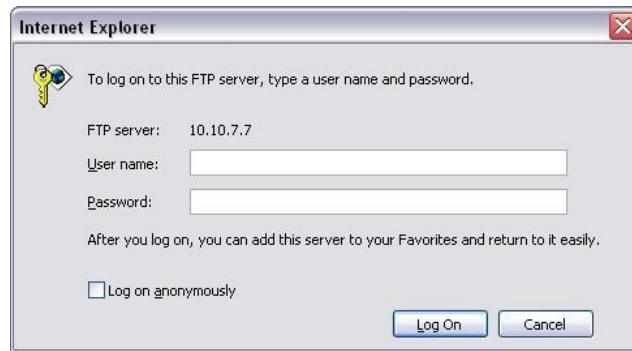 Internet Explorer
To log on to this FTP server, type a user name and password.
FTP server: 10.10.7.7
User name:
Password:
After you log on, you can add this server to your Favorites and return to it easily.
Log on anonymously
Log On Cancel